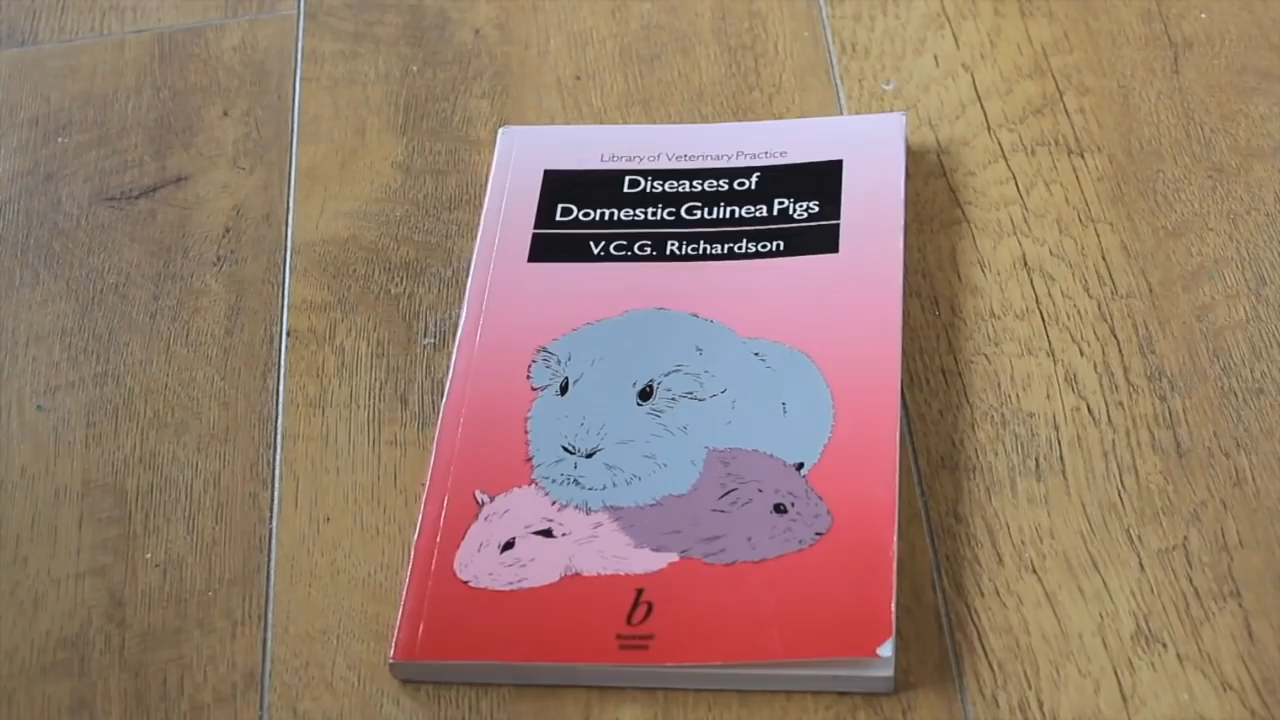 Library of Veterinary Practice
Diseases of
Domestic Guinea Pigs
V.C.G. Richardson
b